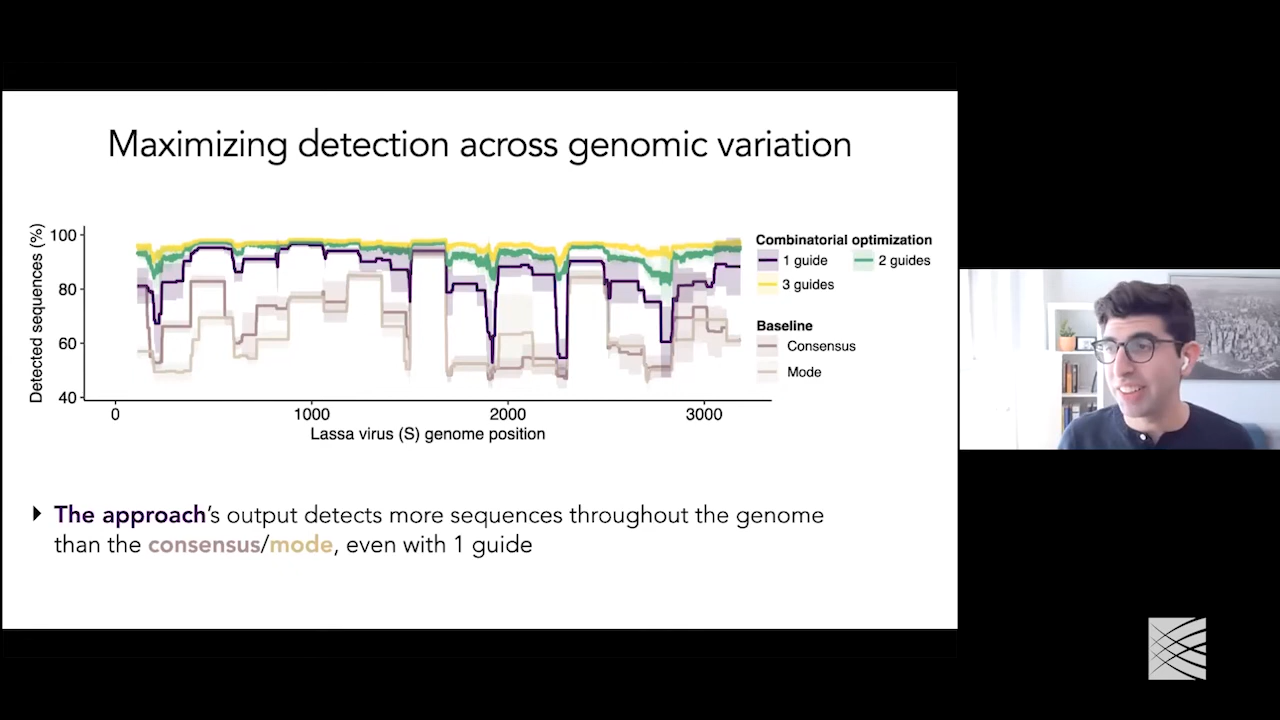 Maximizing detection across genomic variation
Detected sequences (%)
100
80
60
40
0
1000
2000
3000
Lassa virus (S) genome position
Combinatorial optimization
1 guide
2 guides
3 guides
Baseline
Consensus
Mode
The approach's output detects more sequences throughout the genome
than the consensus/mode, even with 1 guide